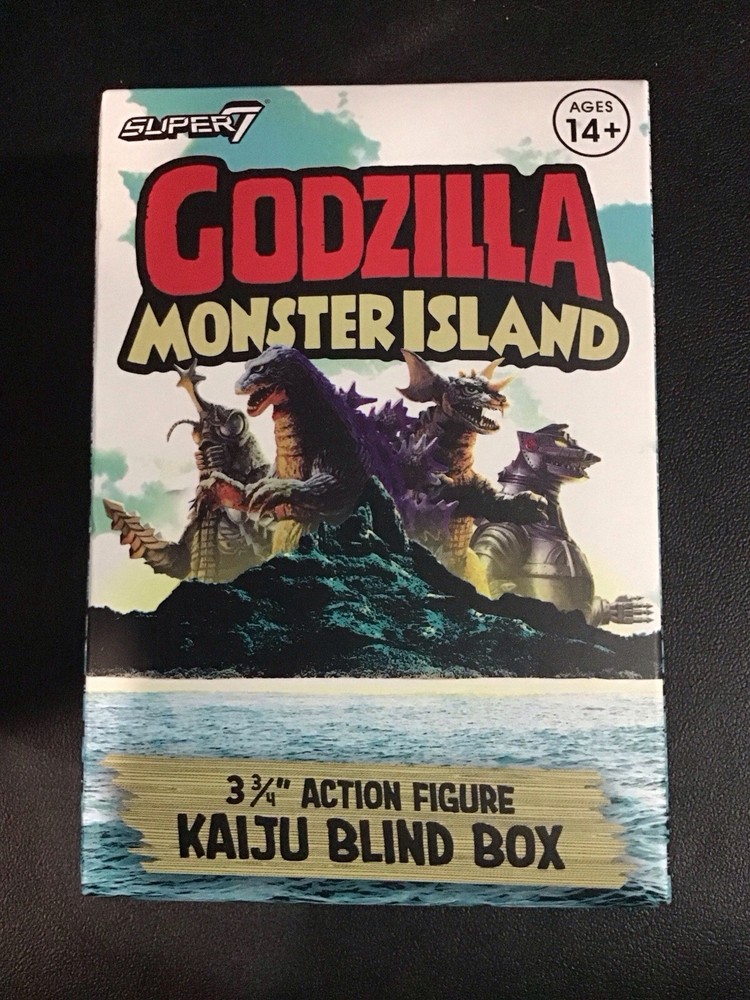 SUPER7
AGES
14+
GODZILLA
MONSTER ISLAND
3 3/4" ACTION FIGURE
KAIJU BLIND BOX